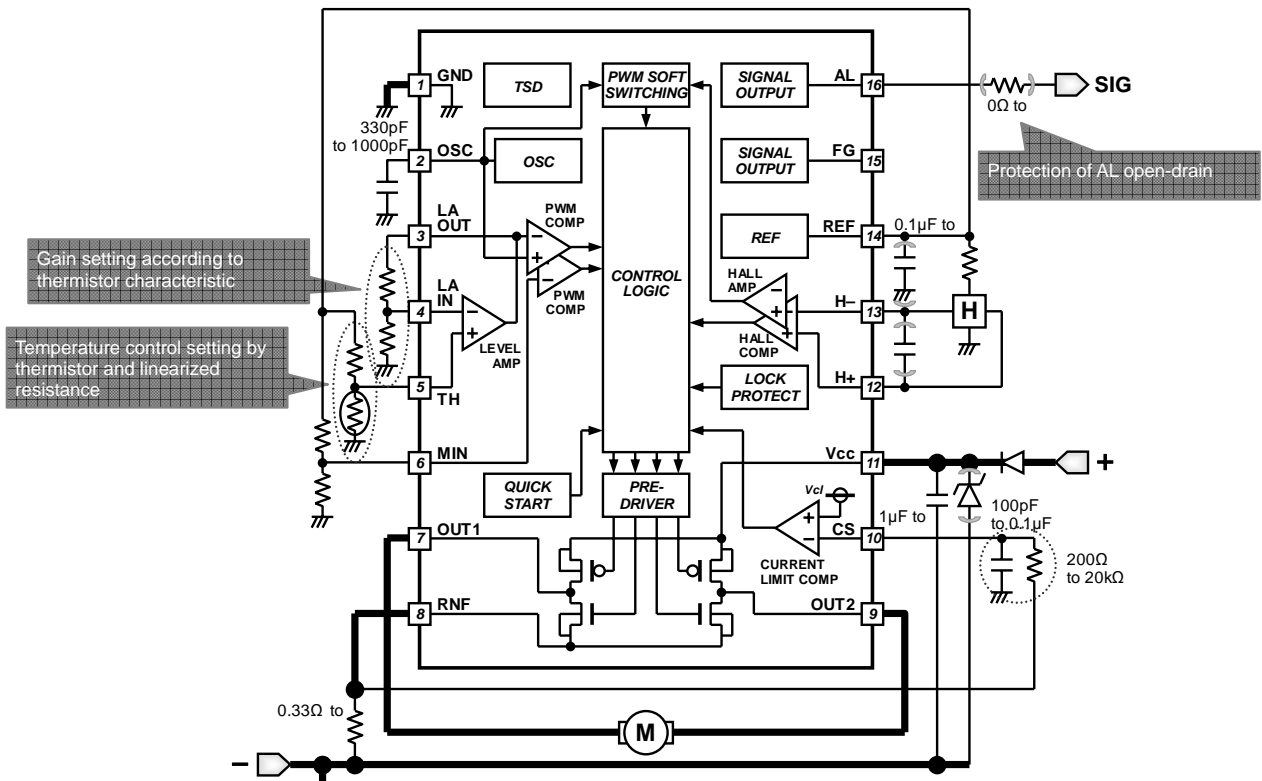 1
GND
TSD
PWM SOFT
SWITCHING
SIGNAL
OUTPUT
AL
16
SIG
0Ω to
330pF
to 1000pF
2
OSC
OSC
SIGNAL
OUTPUT
FG
15
Protection of AL open-drain
LA
OUT
3
PWM
COMP
–
+
REF
REF
14
0.1μF to
Gain setting according to
thermistor characteristic
LA
IN
4
–
+
LEVEL
AMP
–
PWM
COMP
CONTROL
LOGIC
HALL
AMP
–
+
–
+
HALL
COMP
H–
13
H
Temperature control setting by
thermistor and linearized
resistance
5
TH
LOCK
PROTECT
H+
12
6
MIN
Vcc
11
+
QUICK
START
PRE-
DRIVER
Vcl
+
–
CS
10
CURRENT
LIMIT COMP
1μF to
100pF
to 0.1μF
200Ω
to 20kΩ
7
OUT1
8
RNF
OUT2
9
0.33Ω to
M
–